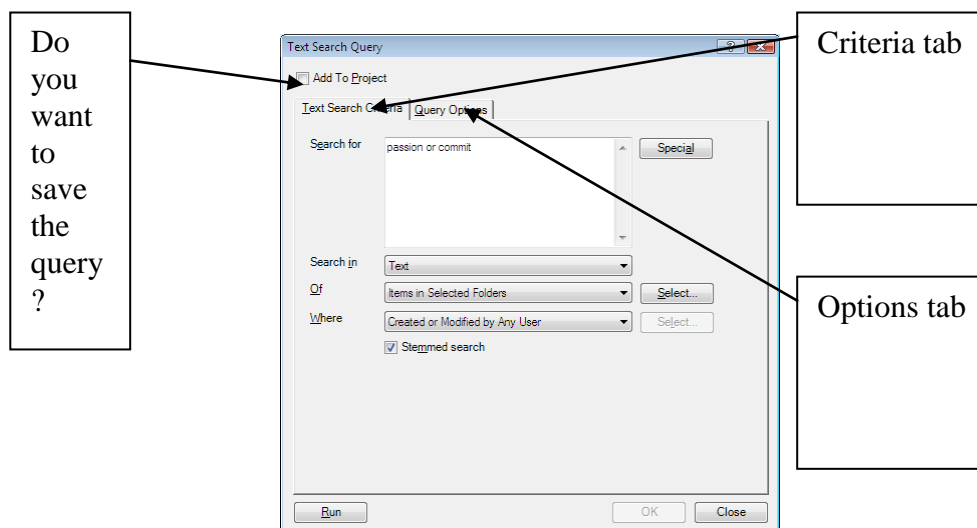 Do
you
want
to
save
the
query
?
Text Search Query
Add To Project
Text Search Criteria
Query Options
Search for
passion or commit
Special
Search in
Text
Of
Items in Selected Folders
Select...
Where
Created or Modified by Any User
Select...
Stemmed search
Run
OK
Close
Criteria tab
Options tab